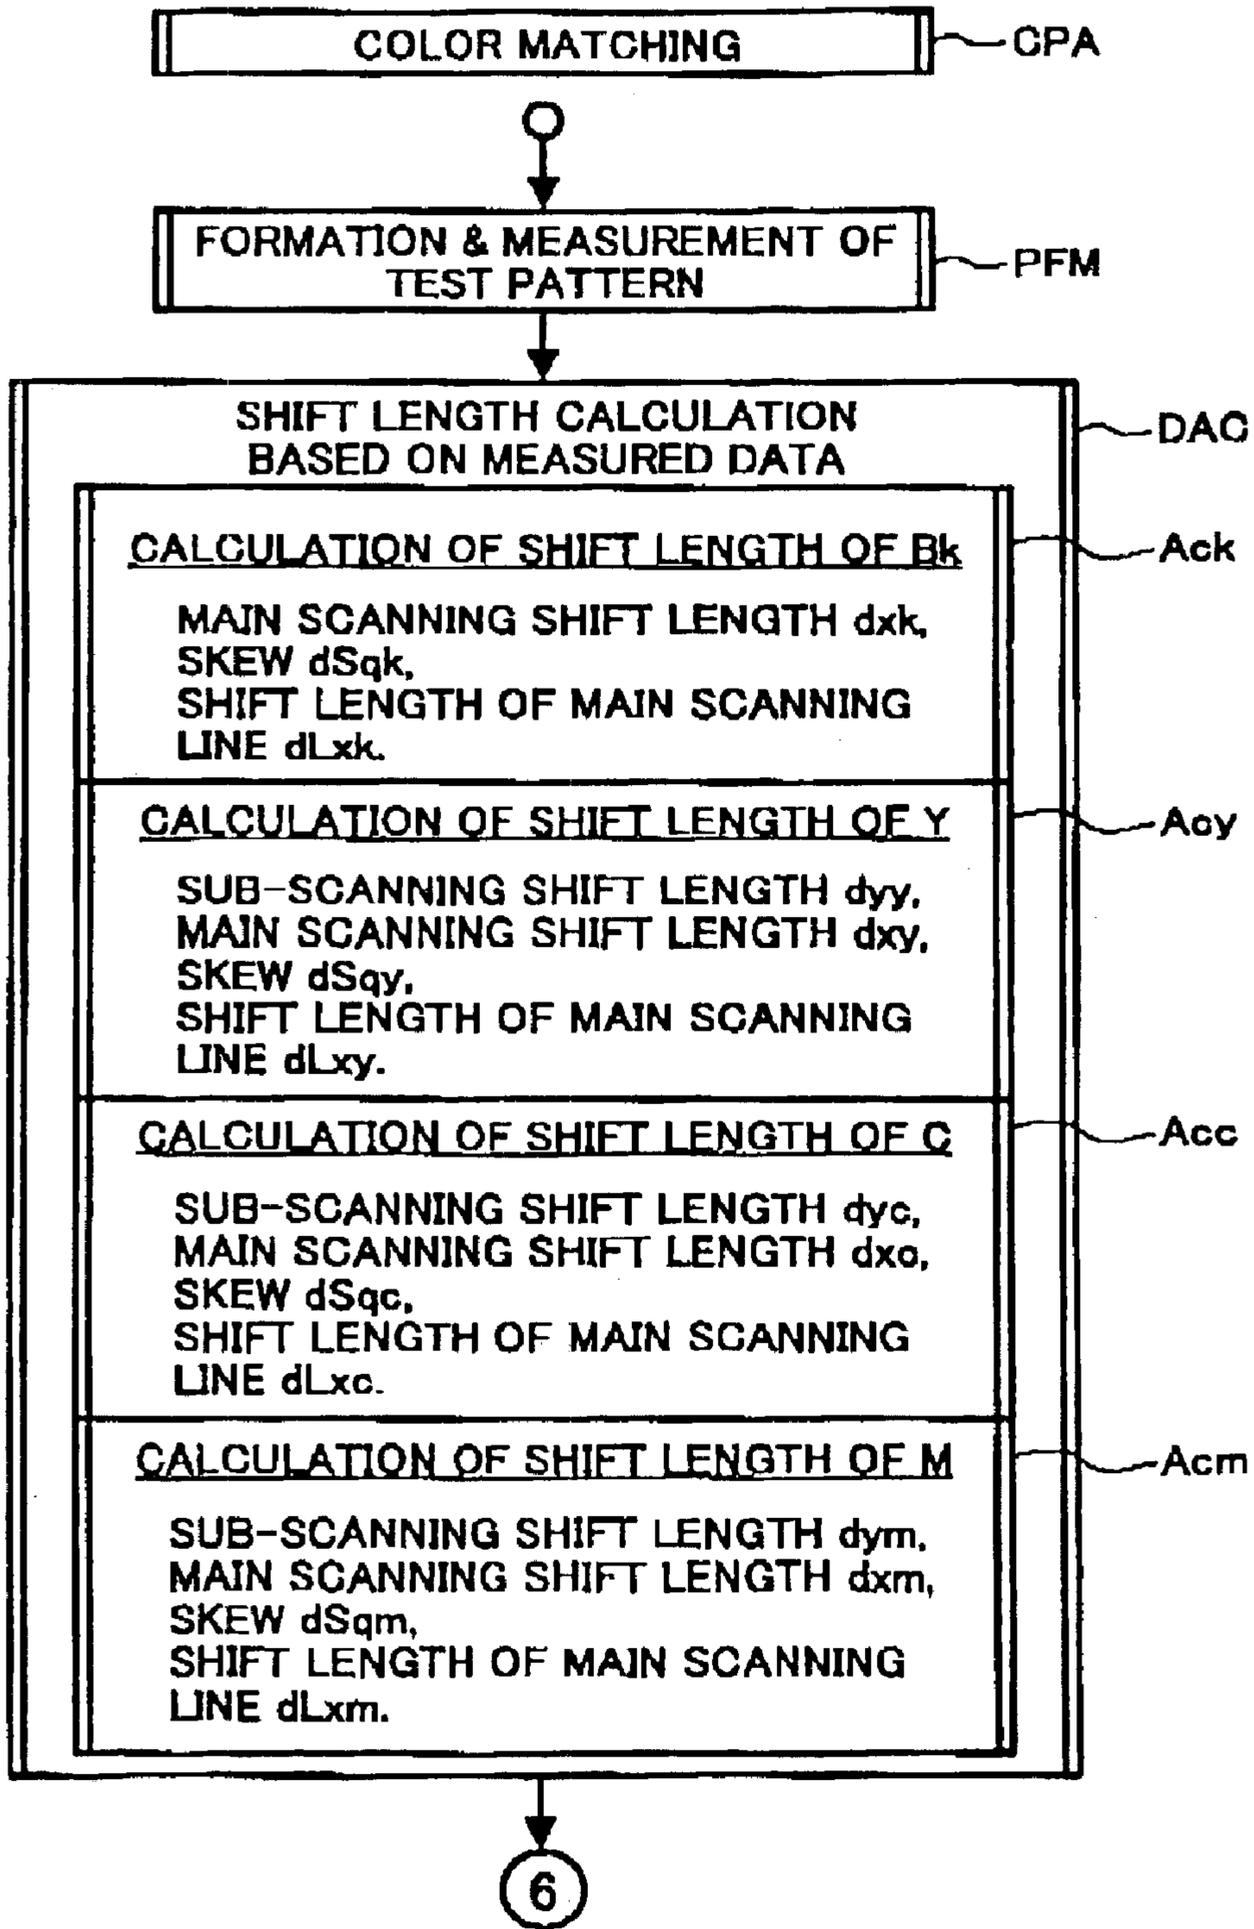 COLOR MATCHING
CPA
FORMATION & MEASUREMENT OF
TEST PATTERN
PFM
SHIFT LENGTH CALCULATION
BASED ON MEASURED DATA
DAC
CALCULATION OF SHIFT LENGTH OF Bk
Ack
MAIN SCANNING SHIFT LENGTH dxk,
SKEW dSqk,
SHIFT LENGTH OF MAIN SCANNING
LINE dLxk.
CALCULATION OF SHIFT LENGTH OF Y
Acy
SUB-SCANNING SHIFT LENGTH dyy,
MAIN SCANNING SHIFT LENGTH dxy,
SKEW dSqy,
SHIFT LENGTH OF MAIN SCANNING
LINE dLxy.
CALCULATION OF SHIFT LENGTH OF C
Acc
SUB-SCANNING SHIFT LENGTH dyc,
MAIN SCANNING SHIFT LENGTH dxc,
SKEW dSqc,
SHIFT LENGTH OF MAIN SCANNING
LINE dLxc.
CALCULATION OF SHIFT LENGTH OF M
Acm
SUB-SCANNING SHIFT LENGTH dym,
MAIN SCANNING SHIFT LENGTH dxm,
SKEW dSqm,
SHIFT LENGTH OF MAIN SCANNING
LINE dLxm.
6